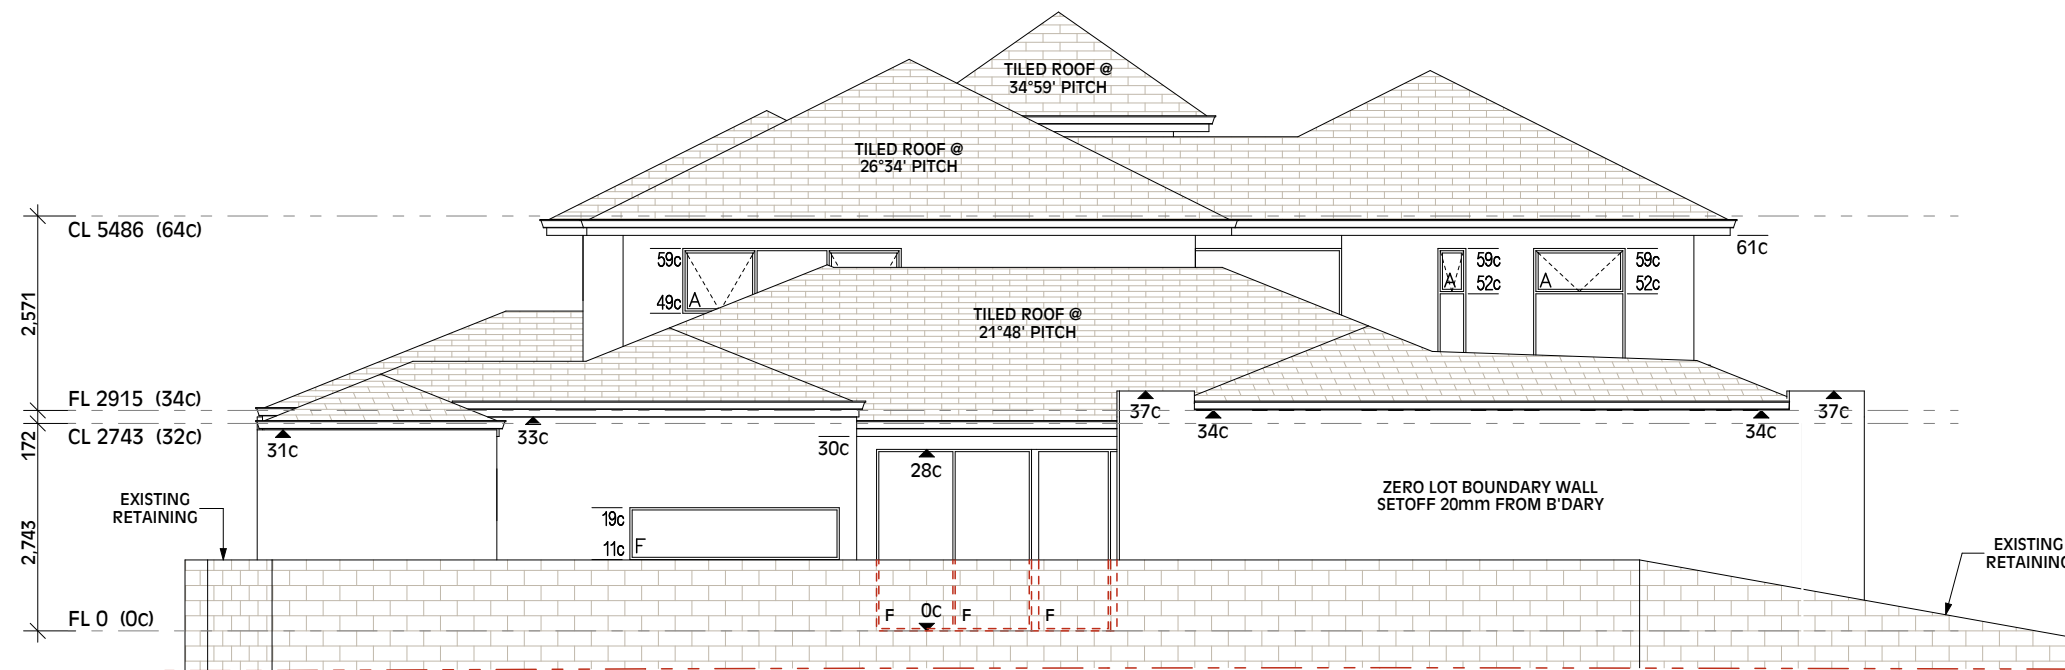 TILED ROOF @
34°59' PITCH
TILED ROOF @
26°34' PITCH
CL 5486 (64c)
61c
59c
49c
A
A
59c
52c
A
59c
52c
2,571
TILED ROOF @
21°48' PITCH
FL 2915 (34c)
172
CL 2743 (32c)
31c
33c
30c
28c
37c
34c
34c
37c
2,743
EXISTING
RETAINING
19c
11c
F
ZERO LOT BOUNDARY WALL
SETOFF 20mm FROM B'DARY
EXISTING
RETAINING
FL 0 (0c)
F
0c
F
F